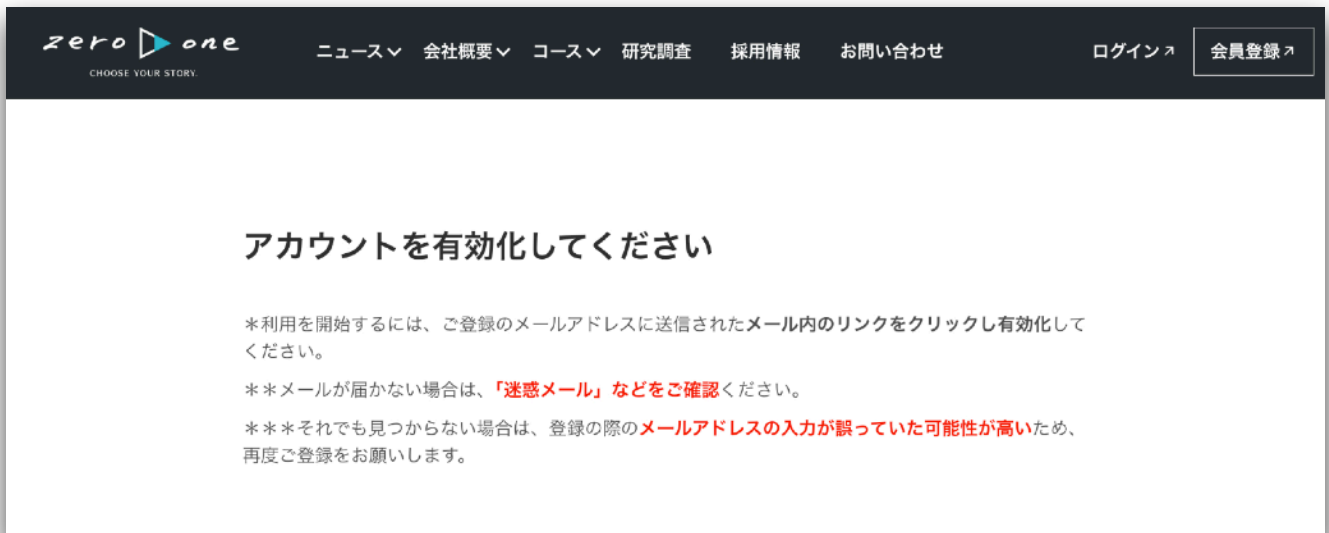 zero one
CHOOSE YOUR STORY.
ニュース 会社概要 コース 研究調査 採用情報 お問い合わせ ログイン 会員登録
アカウントを有効化してください
＊利用を開始するには、ご登録のメールアドレスに送信されたメール内のリンクをクリックし有効化して
ください。
＊＊メールが届かない場合は、「迷惑メール」などをご確認ください。
＊＊＊それでも見つからない場合は、登録の際のメールアドレスの入力が誤っていた可能性が高いため、
再度ご登録をお願いします。